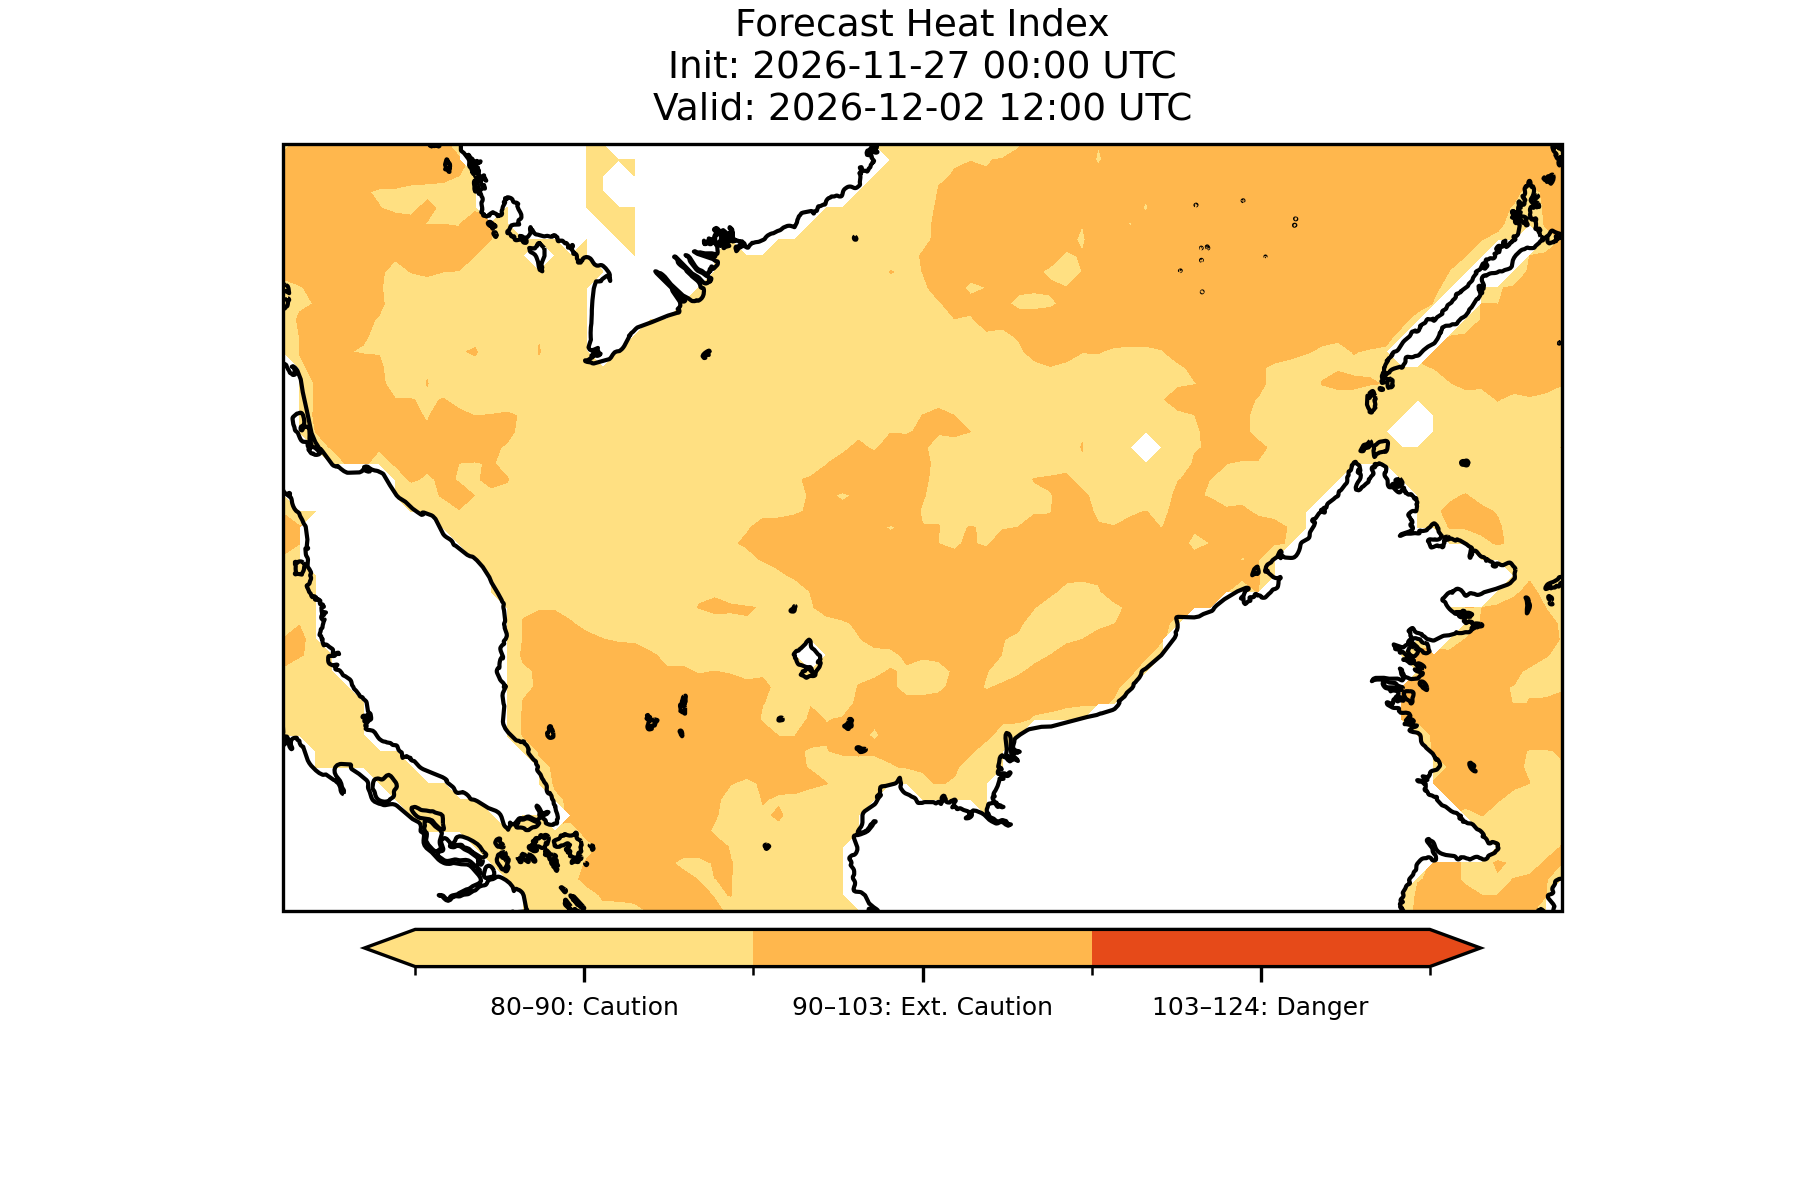 Forecast Heat Index
Init: 2026-11-27 00:00 UTC
Valid: 2026-12-02 12:00 UTC
80–90: Caution
90–103: Ext. Caution
103–124: Danger